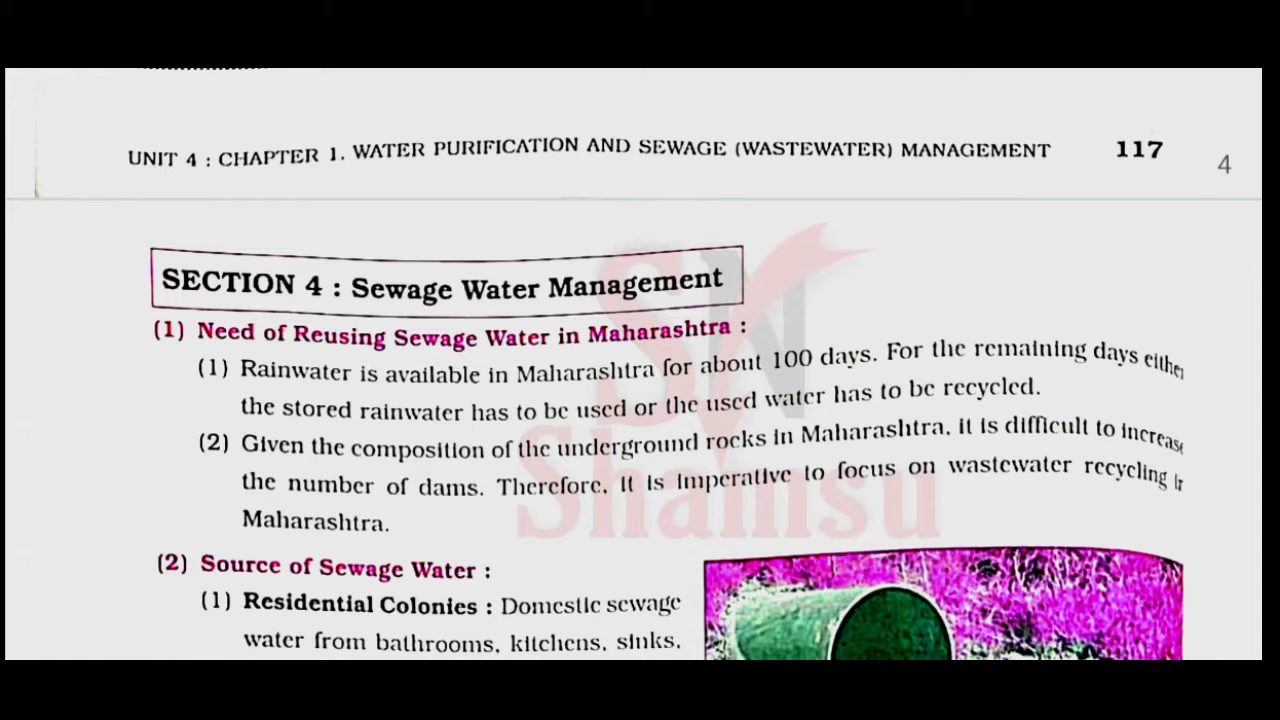 UNIT 4 : CHAPTER 1. WATER PURIFICATION AND SEWAGE (WASTEWATER) MANAGEMENT 117
4
SECTION 4 : Sewage Water Management
(1) Need of Reusing Sewage Water in Maharashtra :
(1) Rainwater is available in Maharashtra for about 100 days. For the remaining days either
the stored rainwater has to be used or the used water has to be recycled.
(2) Given the composition of the underground rocks in Maharashtra, it is difficult to increase
the number of dams. Therefore, it is imperative to focus on wastewater recycling in
Maharashtra.
SN
Shamsu
(2) Source of Sewage Water :
(1) Residential Colonies : Domestic sewage
water from bathrooms, kitchens, sinks,